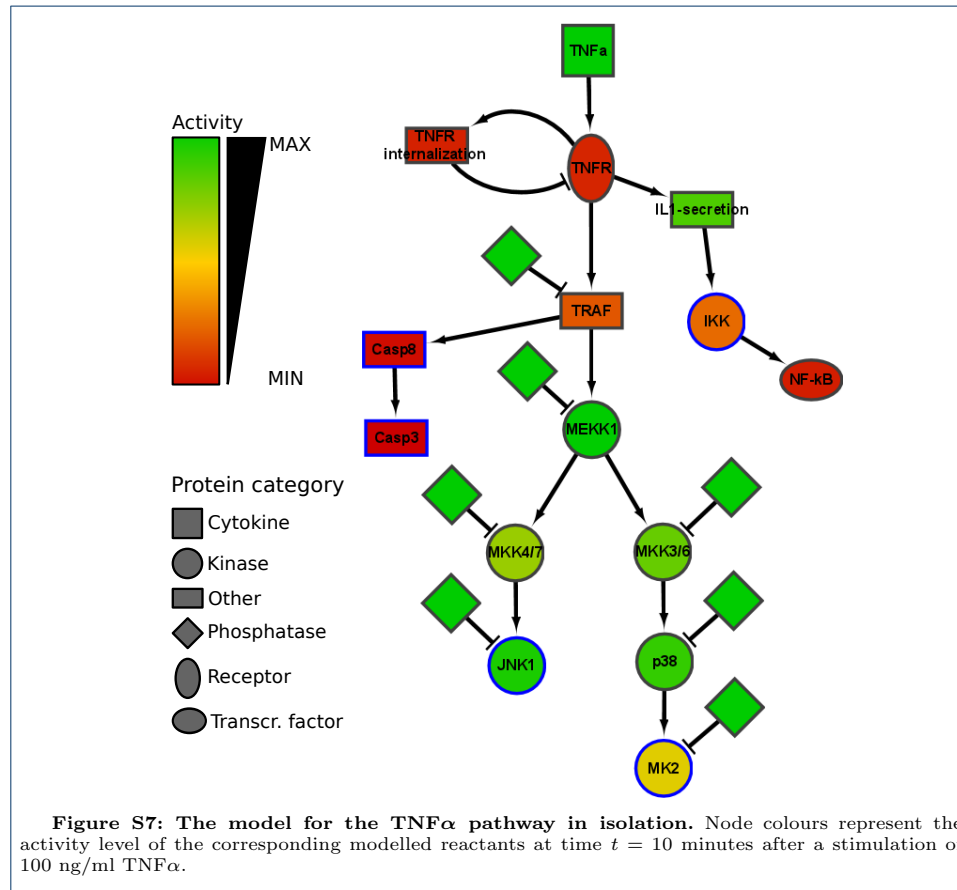 TNFa
Activity
MAX
TNFR
internalization
TNFR
IL1-secretion
TRAF
IKK
Casp8
MIN
NF-kB
MEKK1
Casp3
Protein category
Cytokine
Kinase
Other
Phosphatase
Receptor
Transcr. factor
MKK4/7
MKK3/6
JNK1
p38
MK2
Figure S7: The model for the TNFα pathway in isolation. Node colours represent the
activity level of the corresponding modelled reactants at time t = 10 minutes after a stimulation o
100 ng/ml TNFα.